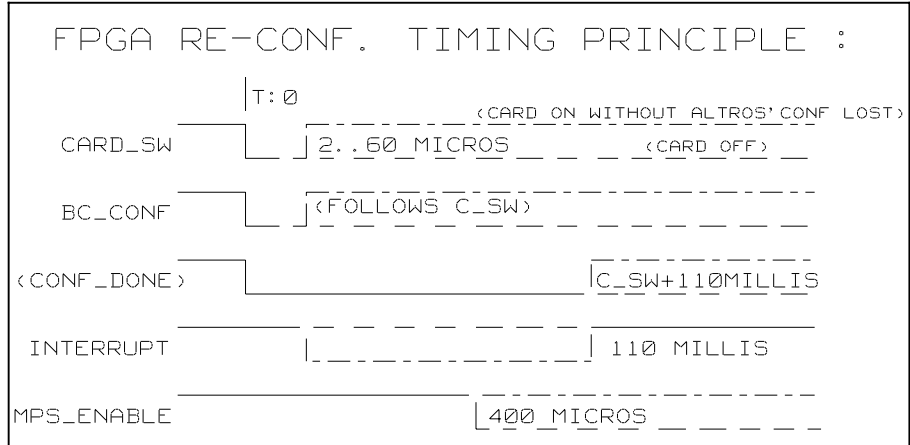 FPGA RE-CONF. TIMING PRINCIPLE :
T:0
(CARD ON WITHOUT ALTROS' CONF LOST)
CARD_SW
2..60 MICROS
(CARD OFF)
BC_CONF
(FOLLOWS C_SW)
(CONF_DONE)
C_SW+110MILLIS
INTERRUPT
110 MILLIS
MPS_ENABLE
400 MICROS